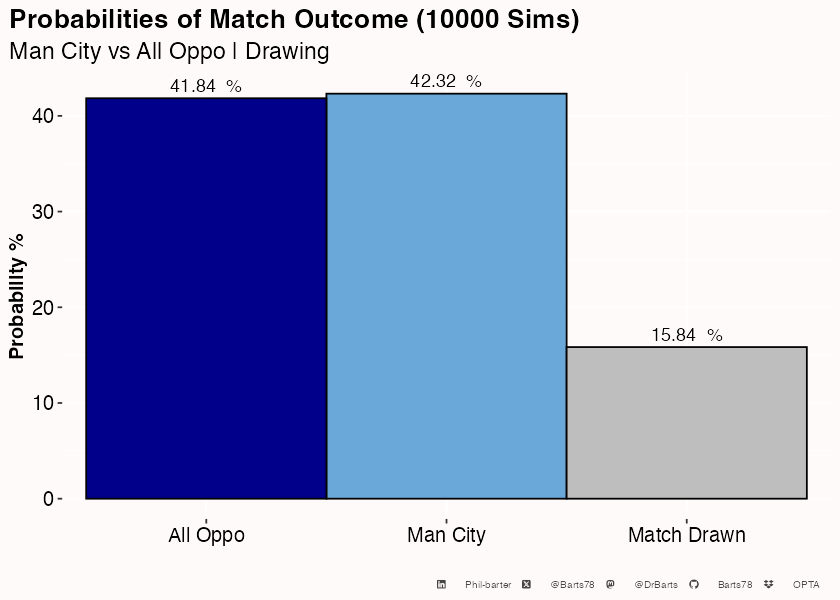 Probabilities of Match Outcome (10000 Sims)
Man City vs All Oppo | Drawing
41.84 %
42.32 %
15.84 %
Probability %
40
30
20
10
0
All Oppo
Man City
Match Drawn
Phil-barter @Barts78 @DrBarts Barts78 OPTA